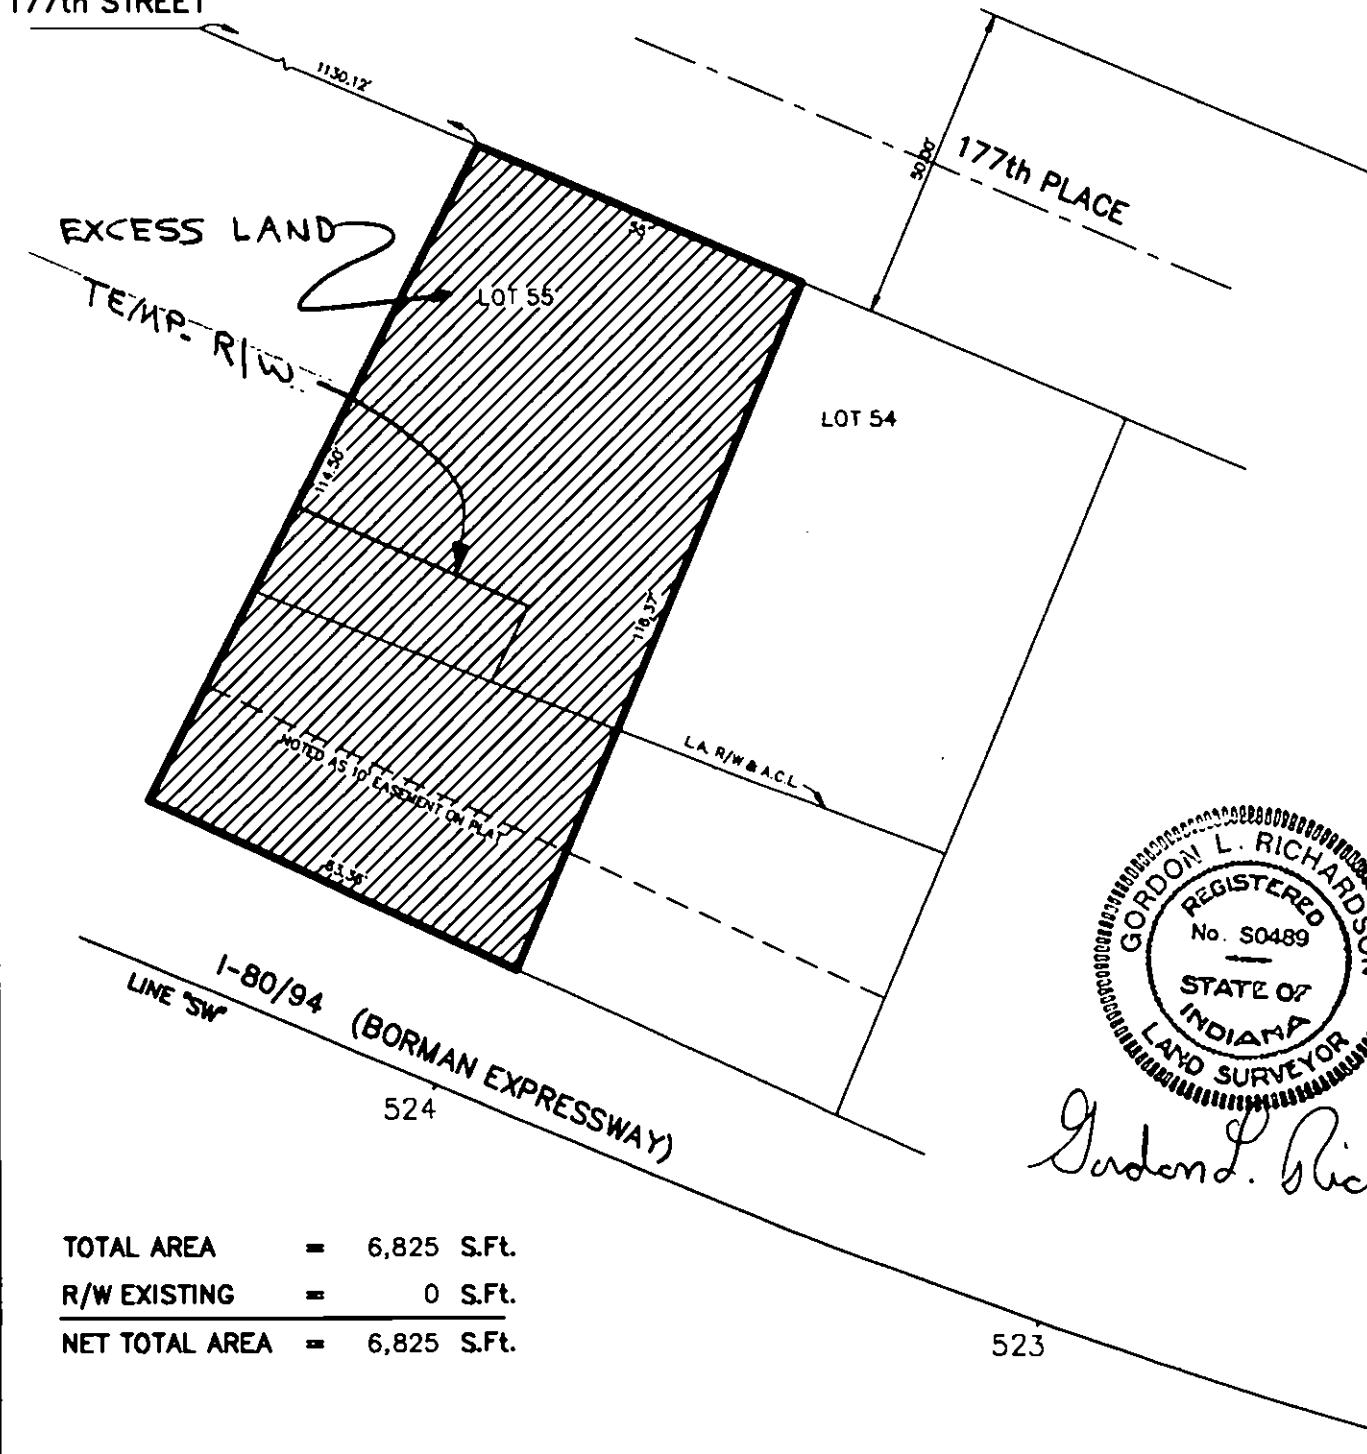 177th STREET
1130.12'
50.00'
177th PLACE
EXCESS LAND
55'
TEMP. R/W
LOT 55
LOT 54
114.50'
118.37'
L.A. R/W & A.C.L.
NOTED AS 10' EASEMENT ON PLAT
GORDON L. RICHARDSON
REGISTERED
No. S0489
STATE OF
INDIANA
LAND SURVEYOR
I-80/94 (BORMAN EXPRESSWAY)
LINE "SW"
524
Gordon L. Ric
TOTAL AREA = 6,825 S.Ft.
R/W EXISTING = 0 S.Ft.
NET TOTAL AREA = 6,825 S.Ft.
523